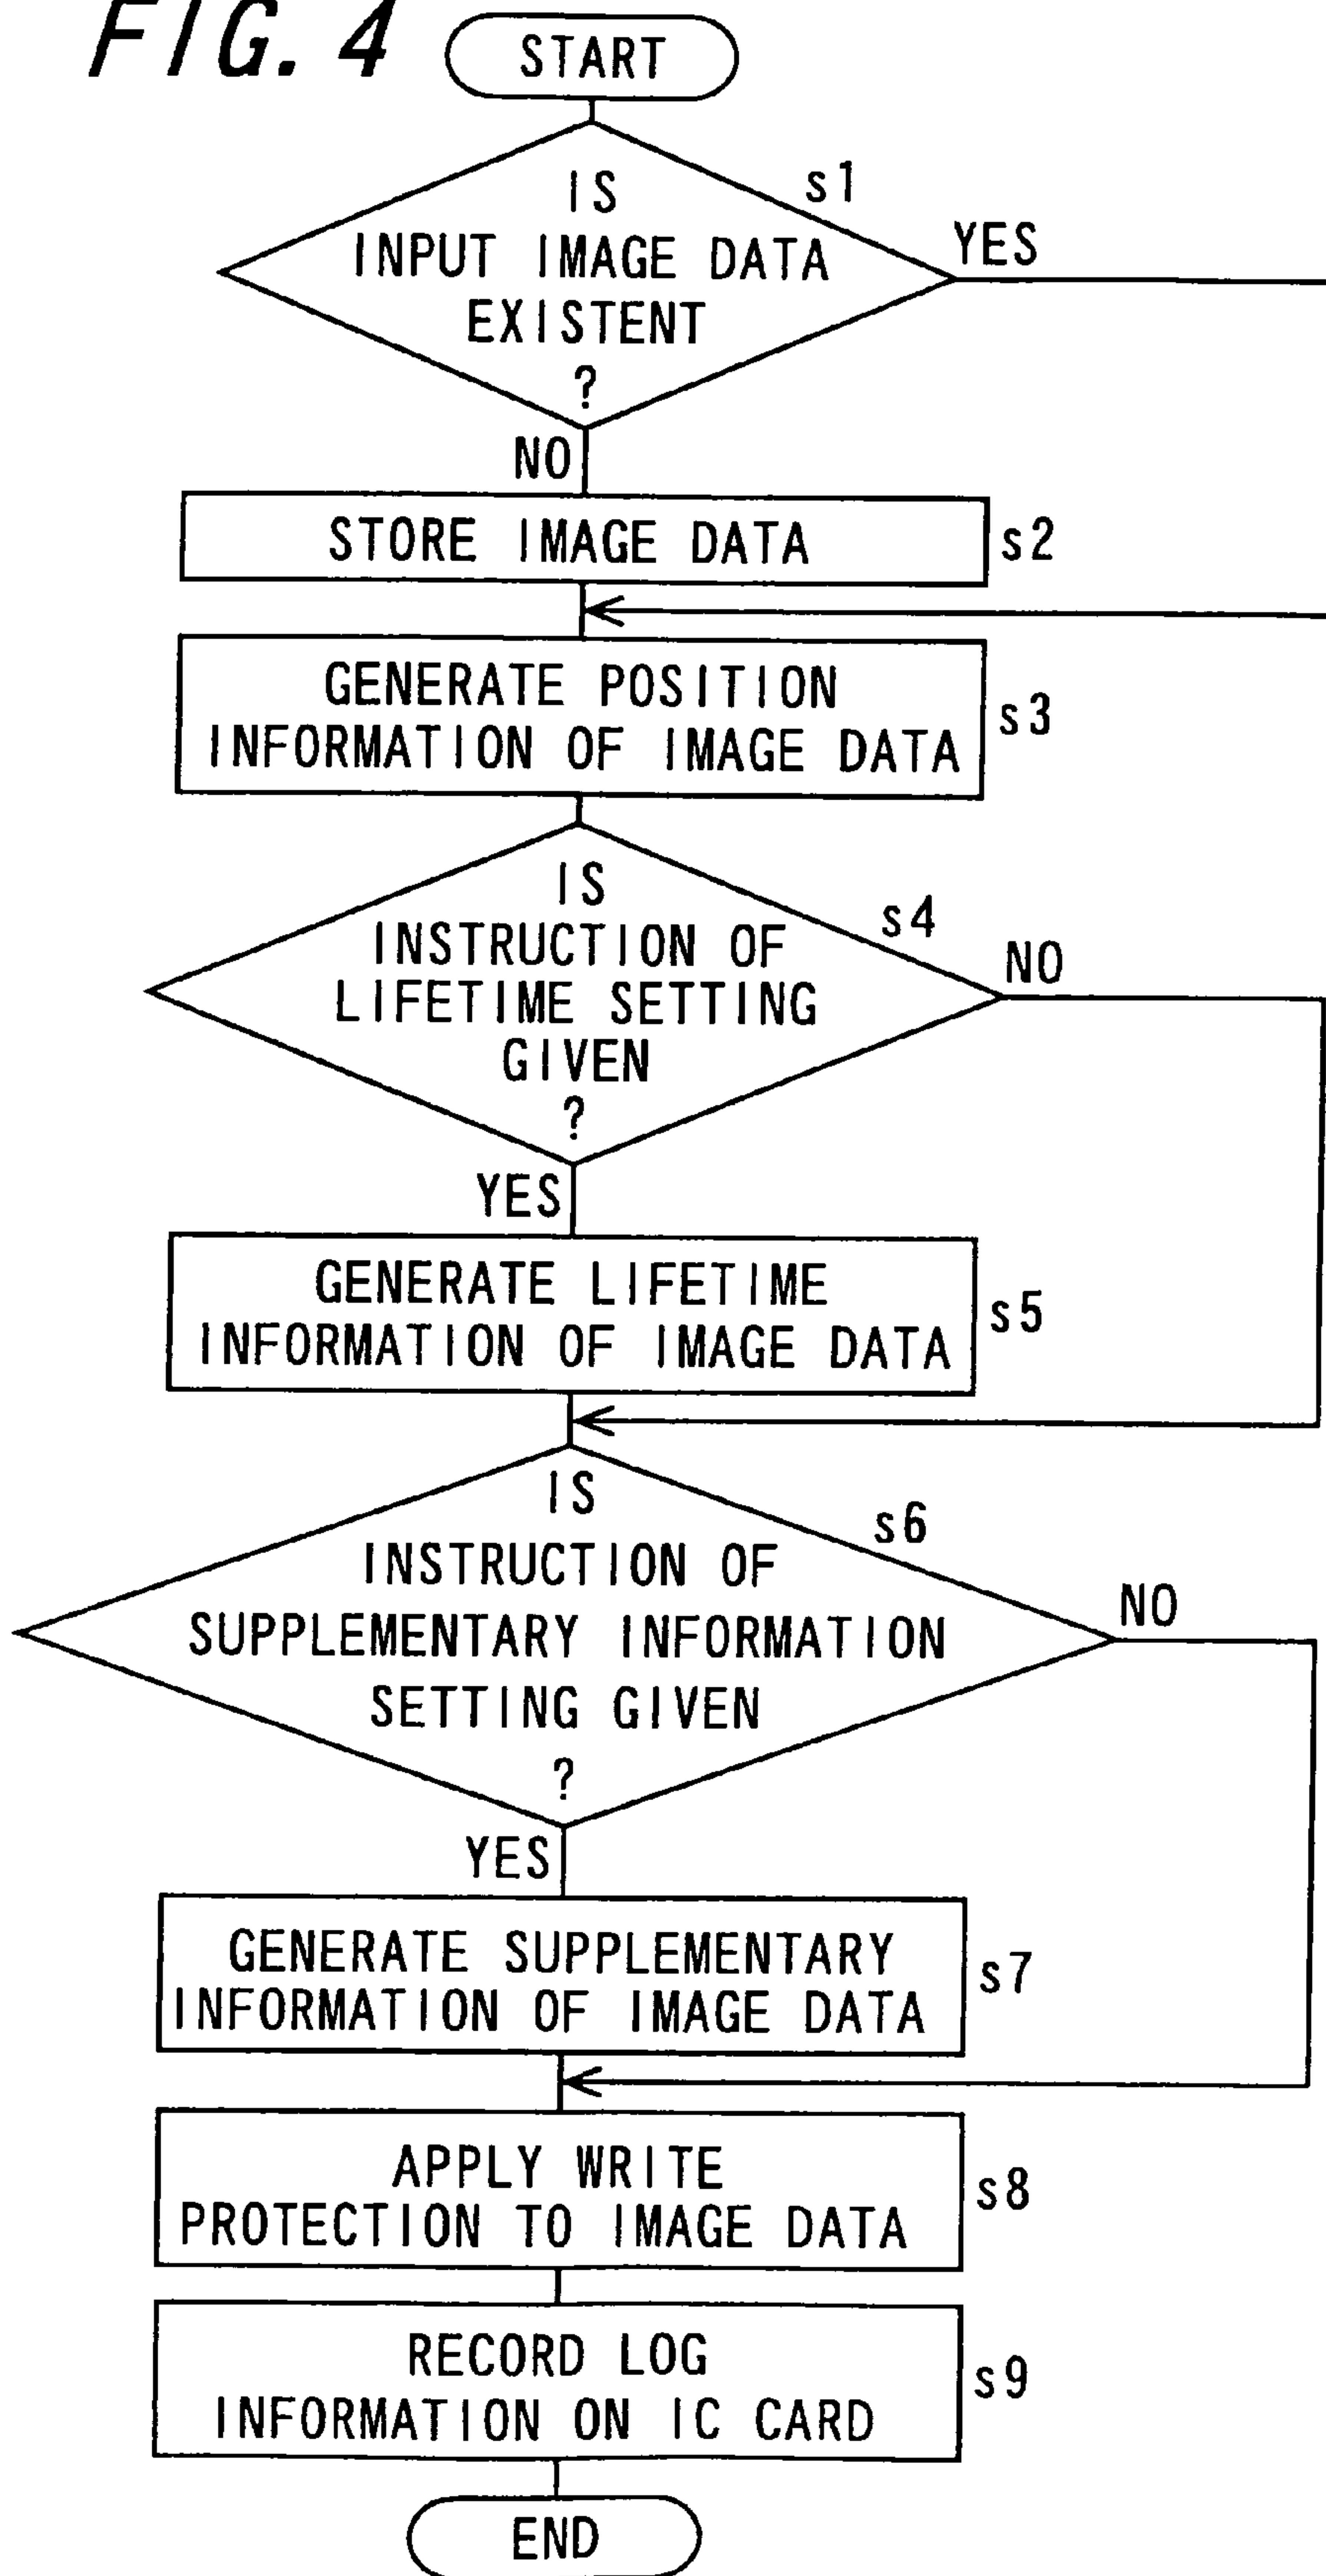 FIG. 4
START
IS
INPUT IMAGE DATA
EXISTENT
?
s1
YES
NO
STORE IMAGE DATA
s2
GENERATE POSITION
INFORMATION OF IMAGE DATA
s3
IS
INSTRUCTION OF
LIFETIME SETTING
GIVEN
?
s4
NO
YES
GENERATE LIFETIME
INFORMATION OF IMAGE DATA
s5
IS
INSTRUCTION OF
SUPPLEMENTARY INFORMATION
SETTING GIVEN
?
s6
NO
YES
GENERATE SUPPLEMENTARY
INFORMATION OF IMAGE DATA
s7
APPLY WRITE
PROTECTION TO IMAGE DATA
s8
RECORD LOG
INFORMATION ON IC CARD
s9
END